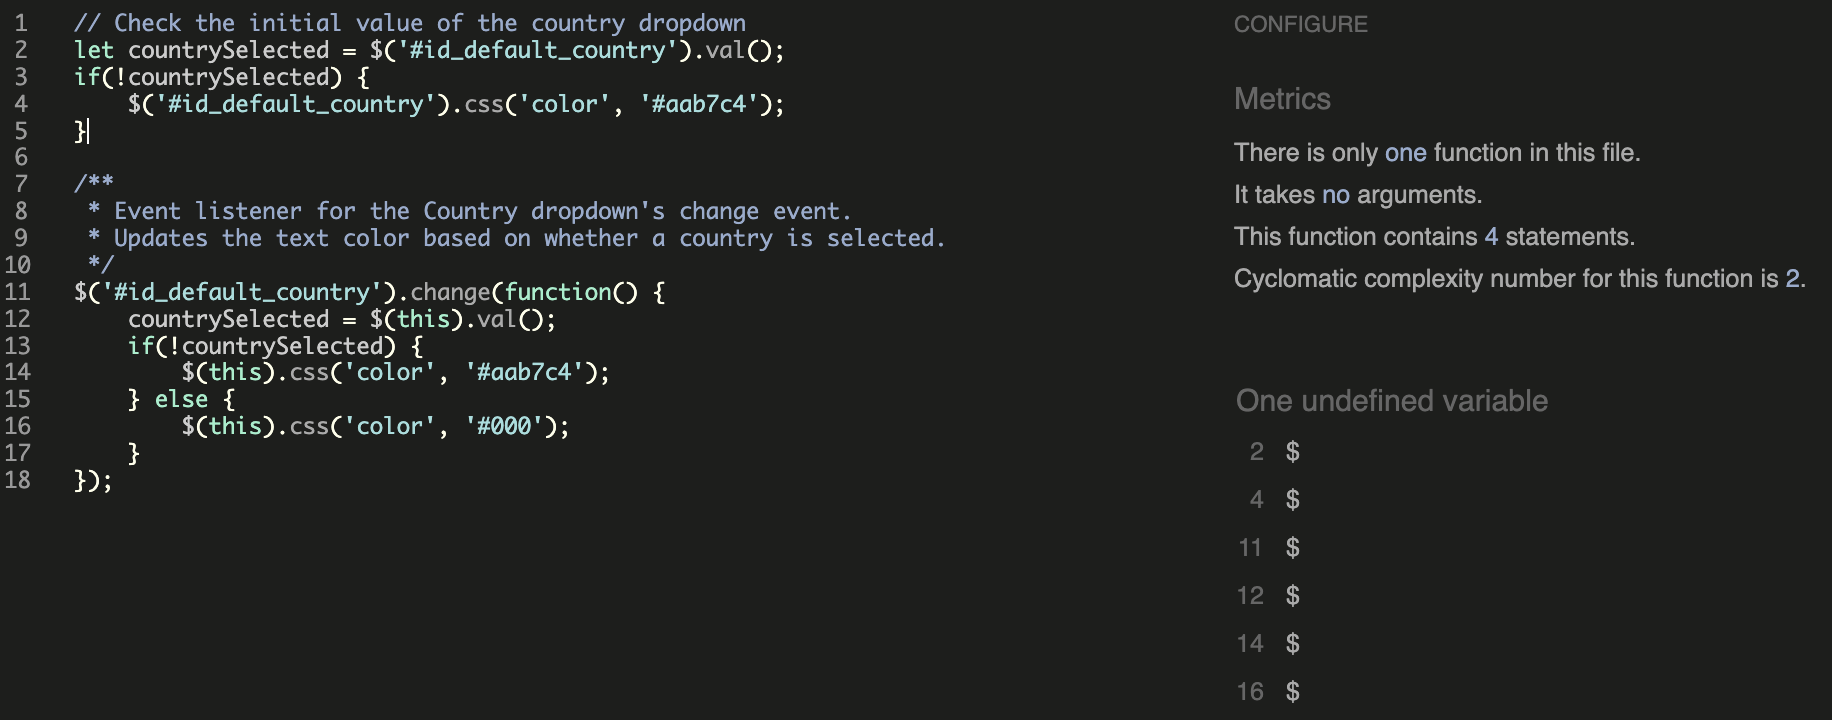 1 // Check the initial value of the country dropdown
2 let countrySelected = $('#id_default_country').val();
3 if(!countrySelected) {
4     $('#id_default_country').css('color', '#aab7c4');
5 }
6
7 /**
8  * Event listener for the Country dropdown's change event.
9  * Updates the text color based on whether a country is selected.
10  */
11 $('#id_default_country').change(function() {
12     countrySelected = $(this).val();
13     if(!countrySelected) {
14         $(this).css('color', '#aab7c4');
15     } else {
16         $(this).css('color', '#000');
17     }
18 });
CONFIGURE
Metrics
There is only one function in this file.
It takes no arguments.
This function contains 4 statements.
Cyclomatic complexity number for this function is 2.
One undefined variable
2 $
4 $
11 $
12 $
14 $
16 $